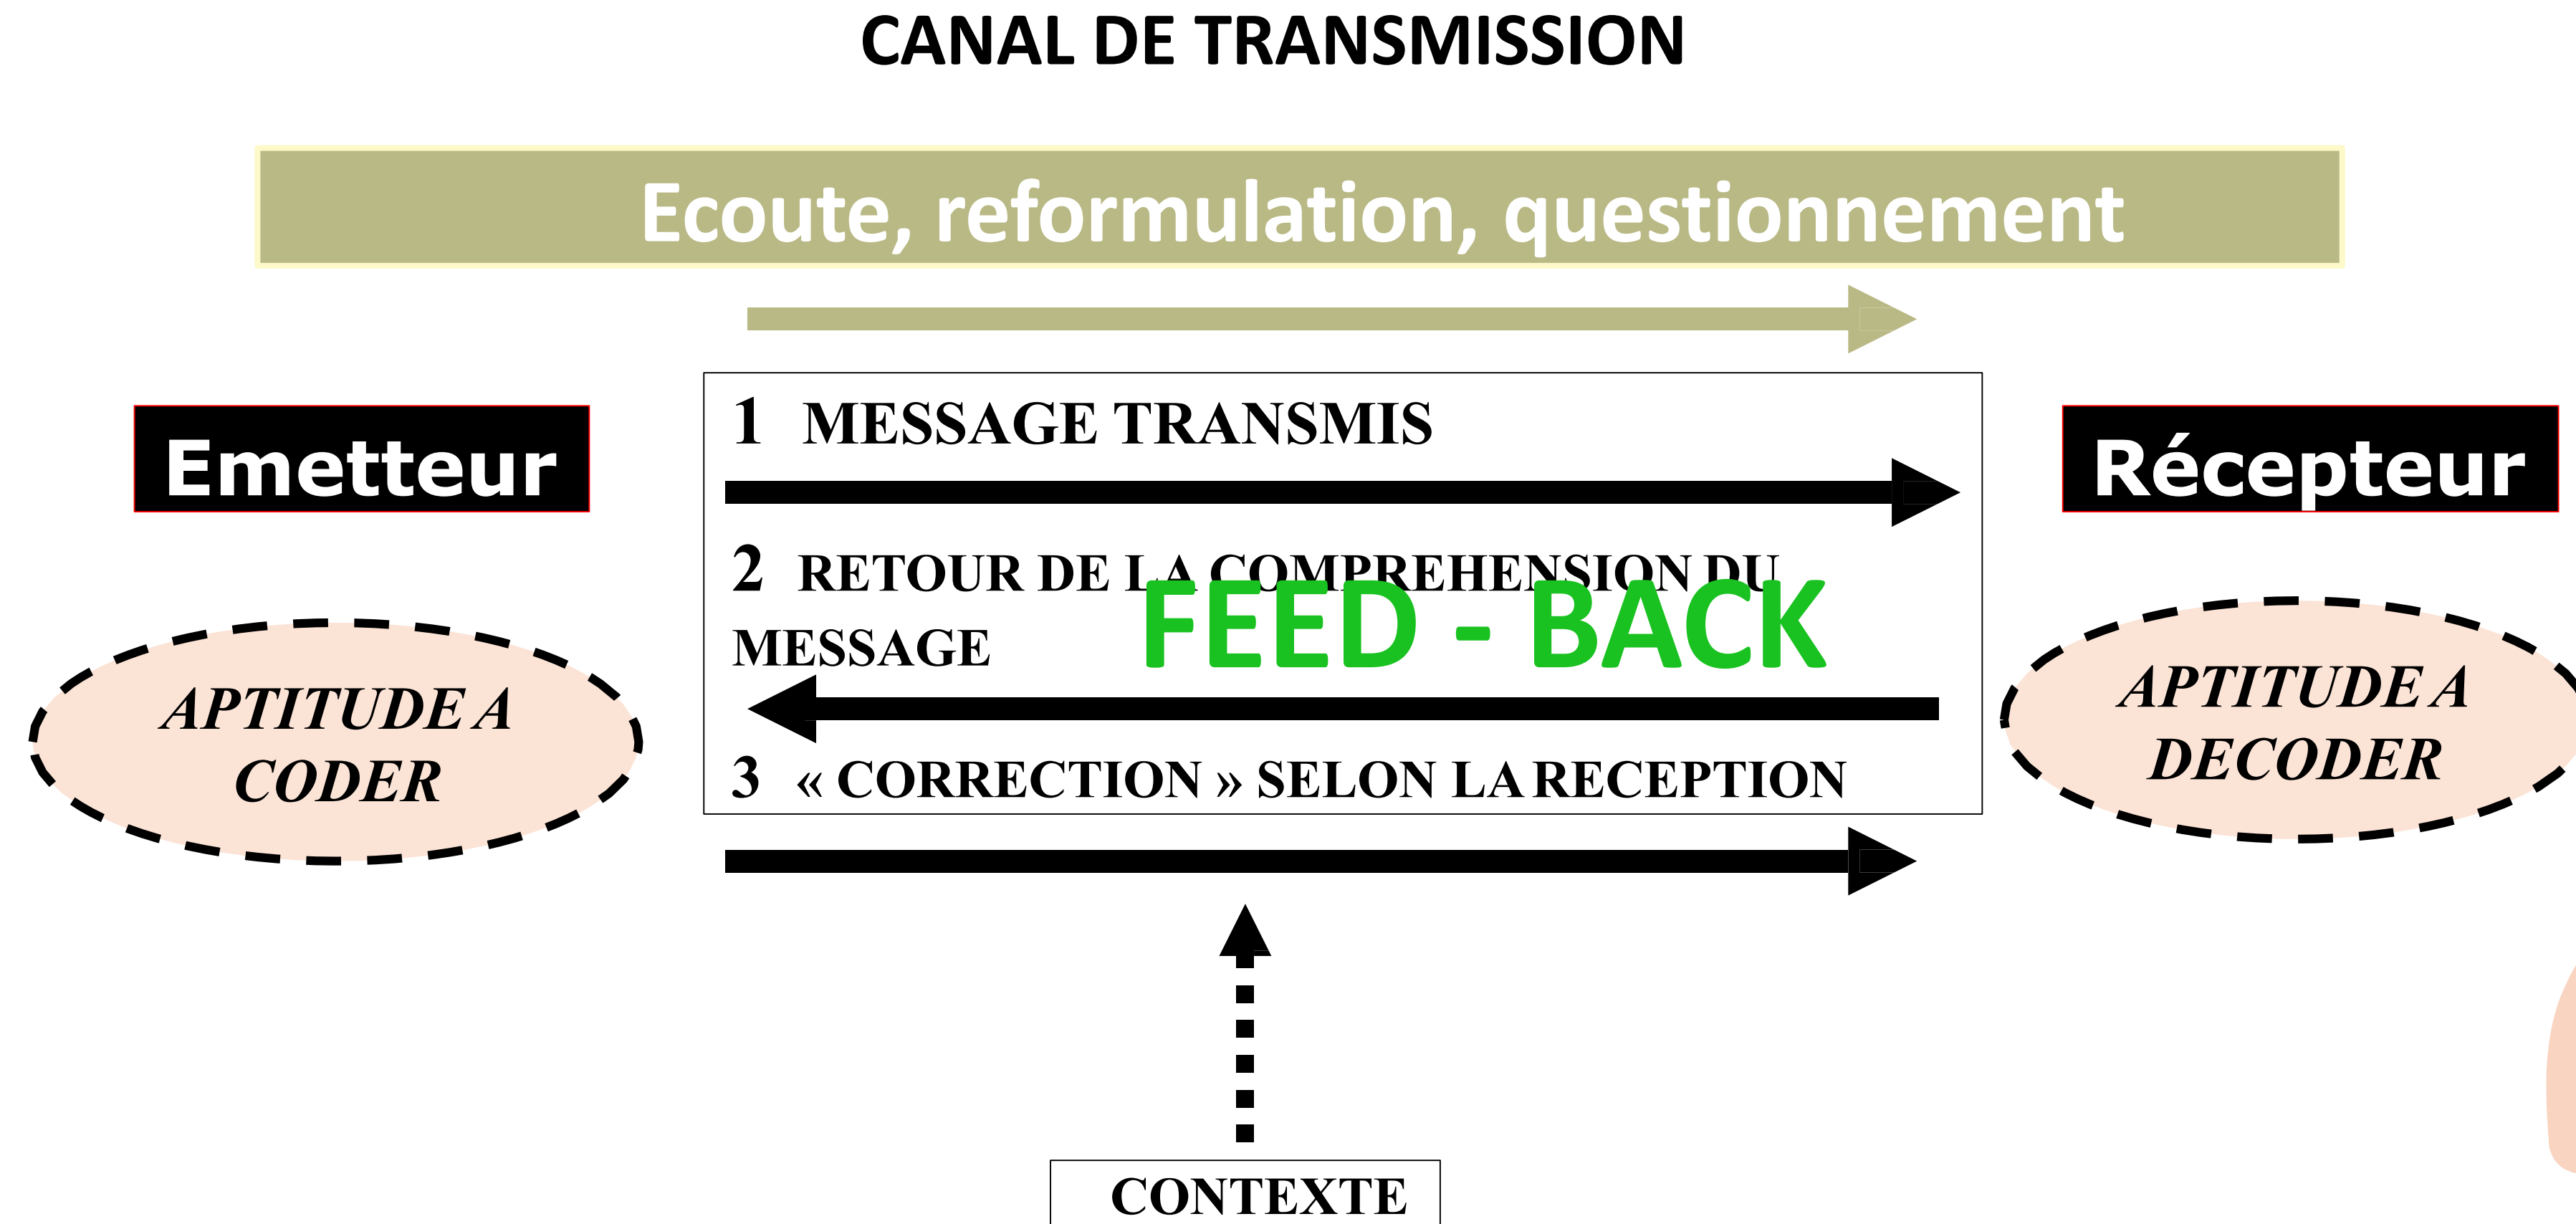 CANAL DE TRANSMISSION
Ecoute, reformulation, questionnement
Emetteur
1 MESSAGE TRANSMIS
Récepteur
2 RETOUR DE LA COMPREHENSION DU
MESSAGE
FEED - BACK
APTITUDE A
CODER
APTITUDE A
DECODER
3 « CORRECTION » SELON LA RECEPTION
CONTEXTE